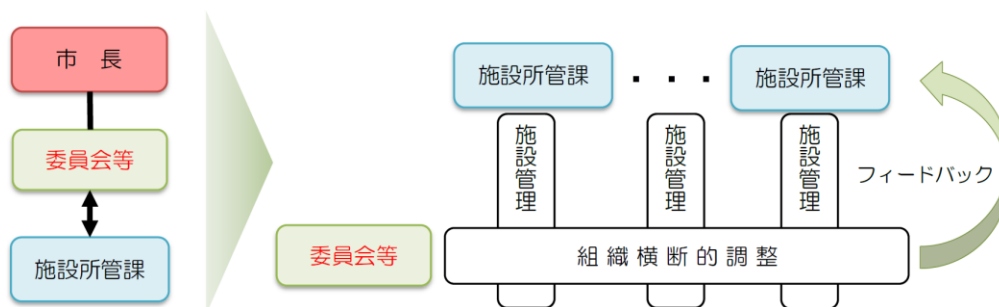 市　長
委員会等
施設所管課
施設所管課
・・・
施設所管課
施設管理
施設管理
施設管理
フィードバック
委員会等
組織横断的調整